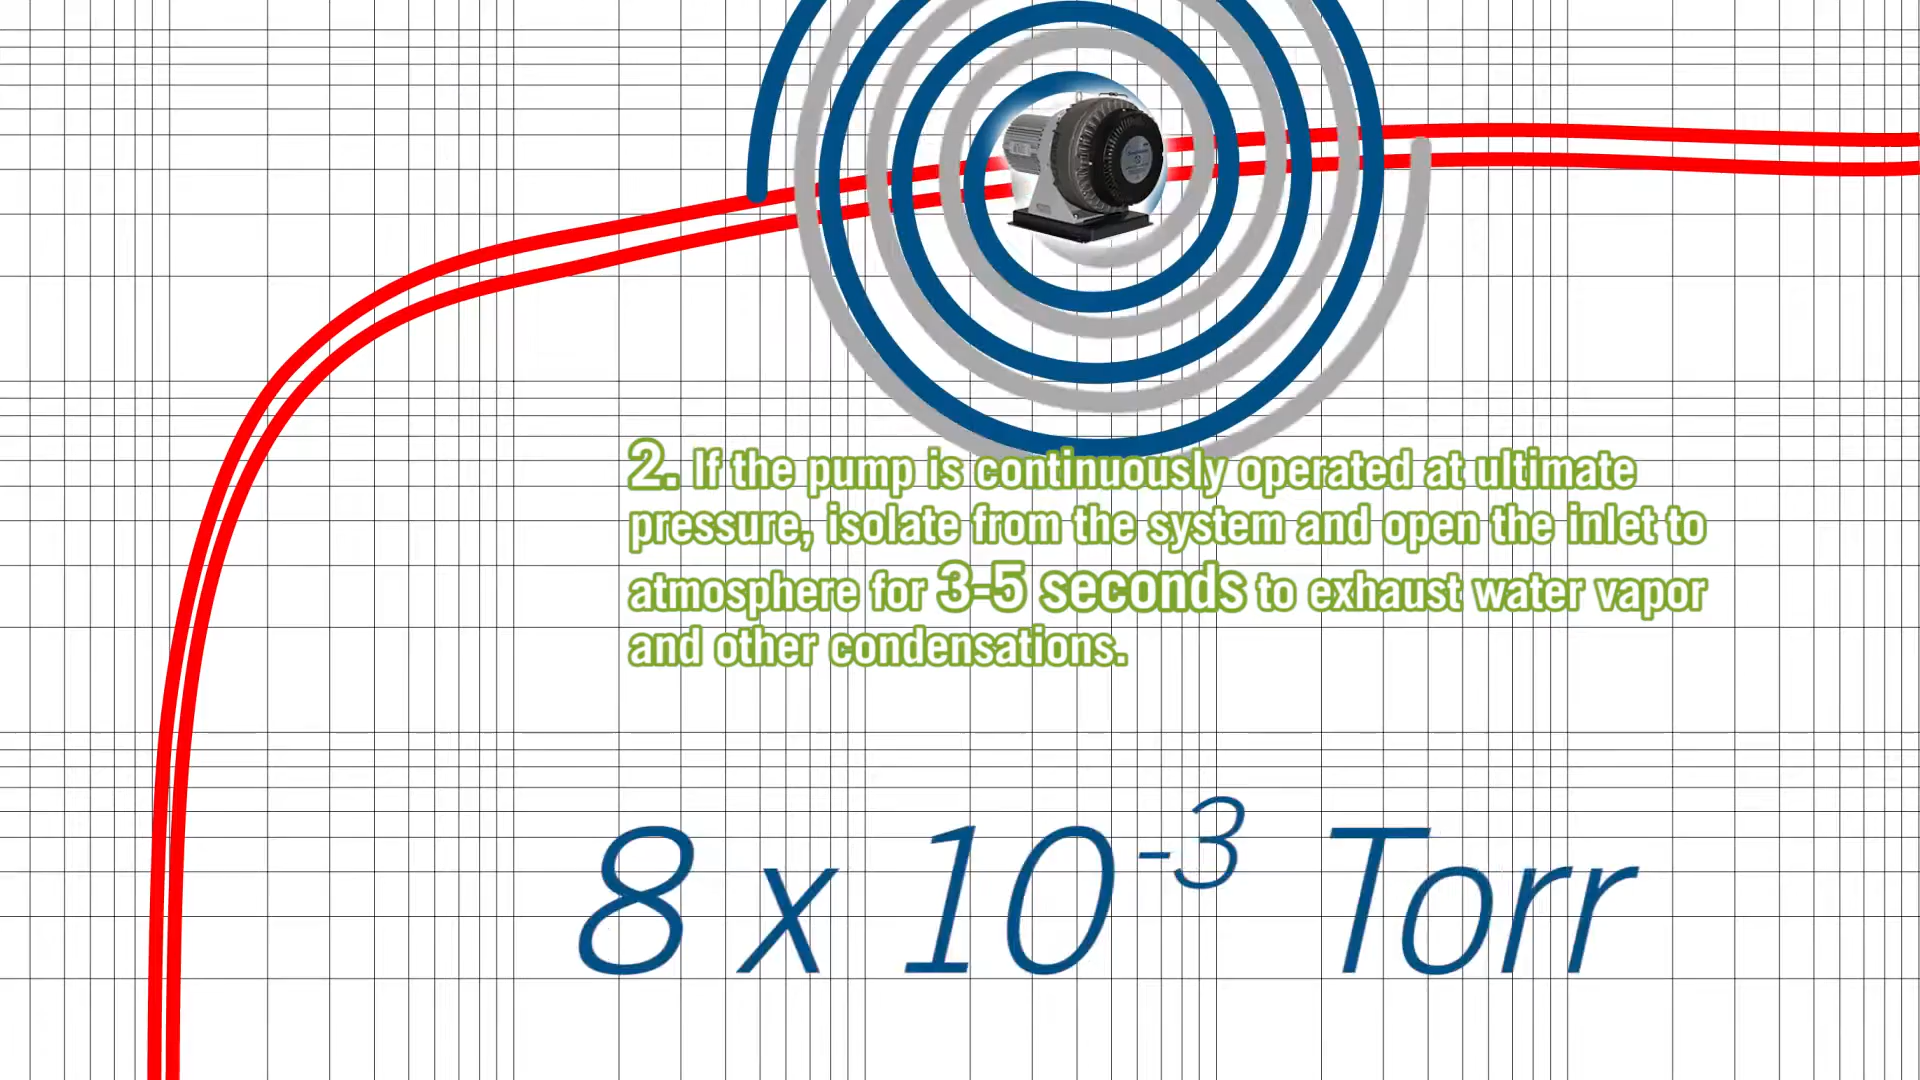 2. If the pump is continuously operated at ultimate
pressure, isolate from the system and open the inlet to
atmosphere for 3-5 seconds to exhaust water vapor
and other condensations.
8 x 10⁻³ Torr